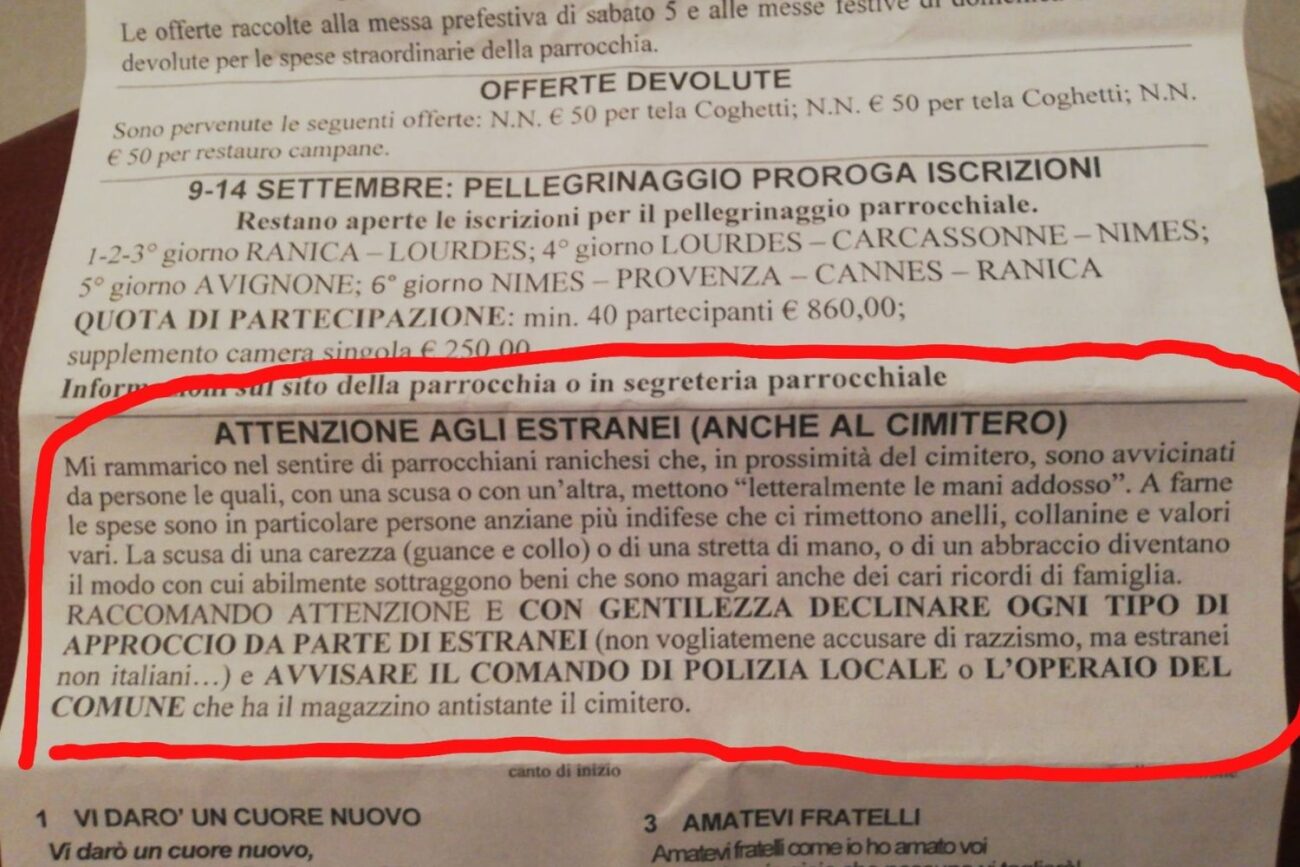 Le offerte raccolte alla messa prefestiva di sabato 5 e alle messe festive di
devolute per le spese straordinarie della parrocchia.
OFFERTE DEVOLUTE
Sono pervenute le seguenti offerte: N.N. € 50 per tela Coghetti; N.N. € 50 per tela Coghetti; N.N.
€ 50 per restauro campane.
9-14 SETTEMBRE: PELLEGRINAGGIO PROROGA ISCRIZIONI
Restano aperte le iscrizioni per il pellegrinaggio parrocchiale.
1-2-3° giorno RANICA – LOURDES; 4° giorno LOURDES – CARCASSONNE – NIMES;
5° giorno AVIGNONE; 6° giorno NIMES – PROVENZA – CANNES – RANICA
QUOTA DI PARTECIPAZIONE: min. 40 partecipanti € 860,00;
supplemento camera singola € 250,00
Informazioni sul sito della parrocchia o in segreteria parrocchiale
ATTENZIONE AGLI ESTRANEI (ANCHE AL CIMITERO)
Mi rammarico nel sentire di parrocchiani ranichesi che, in prossimità del cimitero, sono avvicinati
da persone le quali, con una scusa o con un’altra, mettono “letteralmente le mani addosso”. A farne
le spese sono in particolare persone anziane più indifese che ci rimettono anelli, collanine e valori
vari. La scusa di una carezza (guance e collo) o di una stretta di mano, o di un abbraccio diventano
il modo con cui abilmente sottraggono beni che sono magari anche dei cari ricordi di famiglia.
RACCOMANDO ATTENZIONE E CON GENTILEZZA DECLINARE OGNI TIPO DI
APPROCCIO DA PARTE DI ESTRANEI (non vogliatemene accusare di razzismo, ma estranei
non italiani…) e AVVISARE IL COMANDO DI POLIZIA LOCALE o L’OPERAIO DEL
COMUNE che ha il magazzino antistante il cimitero.
canto di inizio
1 VI DARO' UN CUORE NUOVO
Vi darò un cuore nuovo,
3 AMATEVI FRATELLI
Amatevi fratelli come io ho amato voi